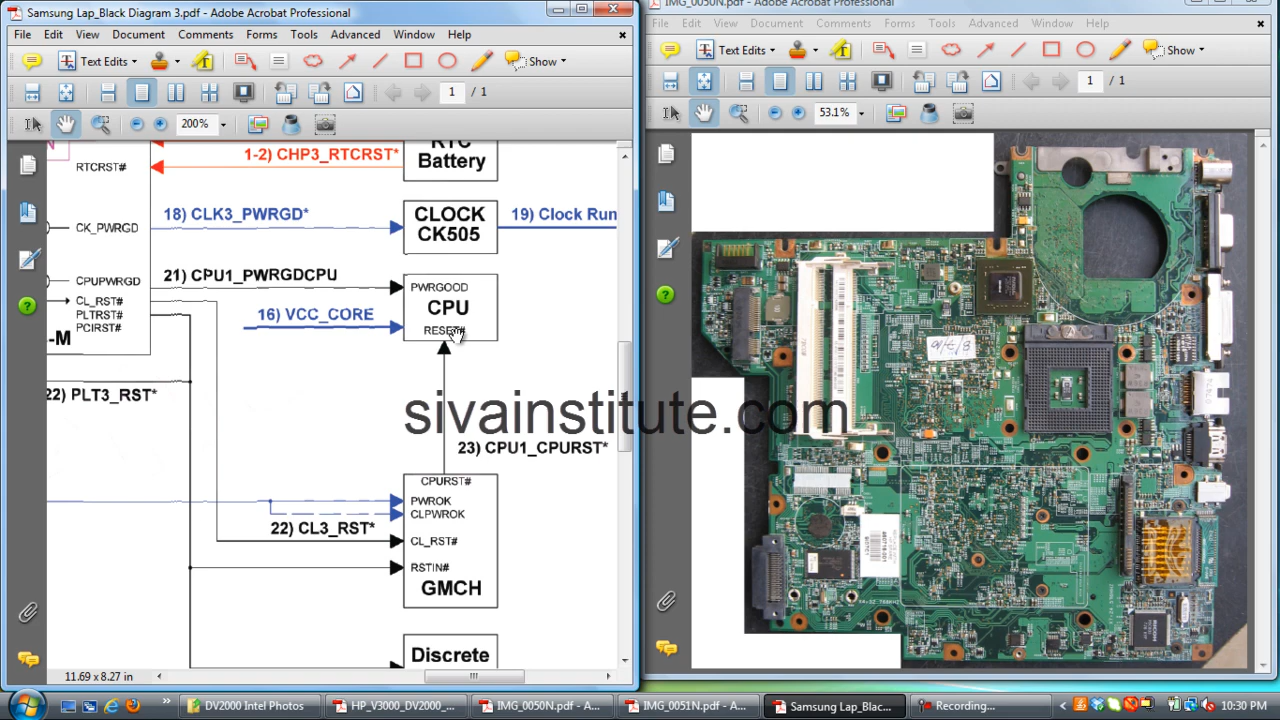 Samsung Lap_Black Diagram 3.pdf - Adobe Acrobat Professional
File Edit View Document Comments Forms Tools Advanced Window Help
Text Edits
Show
1 / 1
200%
RTC
Battery
1-2) CHP3_RTCRST*
RTCRST#
18) CLK3_PWRGD*
CK_PWRGD
CLOCK
CK505
19) Clock Run
21) CPU1_PWRGDCPU
CPUPWRGD
PWRGOOD
CL_RST#
CPU
PLTRST#
16) VCC_CORE
PCIRST#
RESET#
-M
22) PLT3_RST*
sivainstitute.com
23) CPU1_CPURST*
CPURST#
PWROK
CLPWROK
22) CL3_RST*
CL_RST#
RSTIN#
GMCH
Discrete
11.69 x 8.27 in
IMG_0050N.pdf - Adobe Acrobat Professional
File Edit View Document Comments Forms Tools Advanced Window Help
Text Edits
Show
1 / 1
53.1%
DV2000 Intel Photos
HP_V3000_DV2000_...
IMG_0050N.pdf - A...
IMG_0051N.pdf - A...
Samsung Lap_Blac...
Recording...
10:30 PM